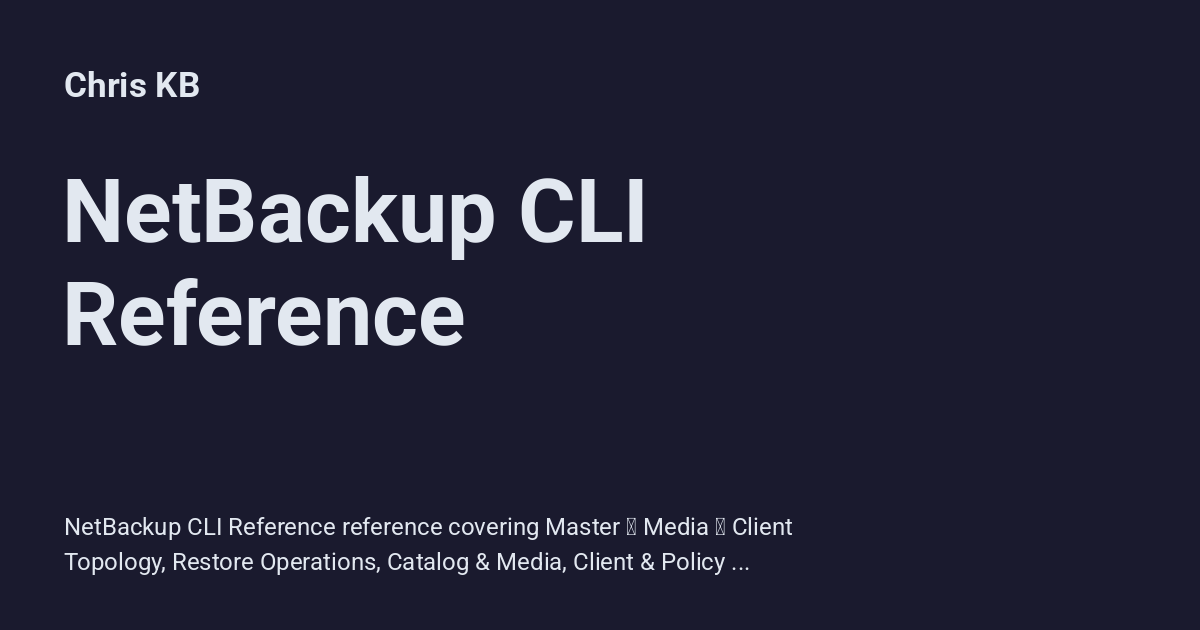 Chris KB
NetBackup CLI
Reference
NetBackup CLI Reference reference covering Master Media Client
Topology, Restore Operations, Catalog & Media, Client & Policy ...